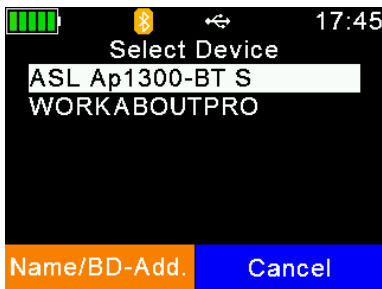 17:45
Select Device
ASL Ap1300-BT S
WORKABOUTPRO
Name/BD-Add. Cancel